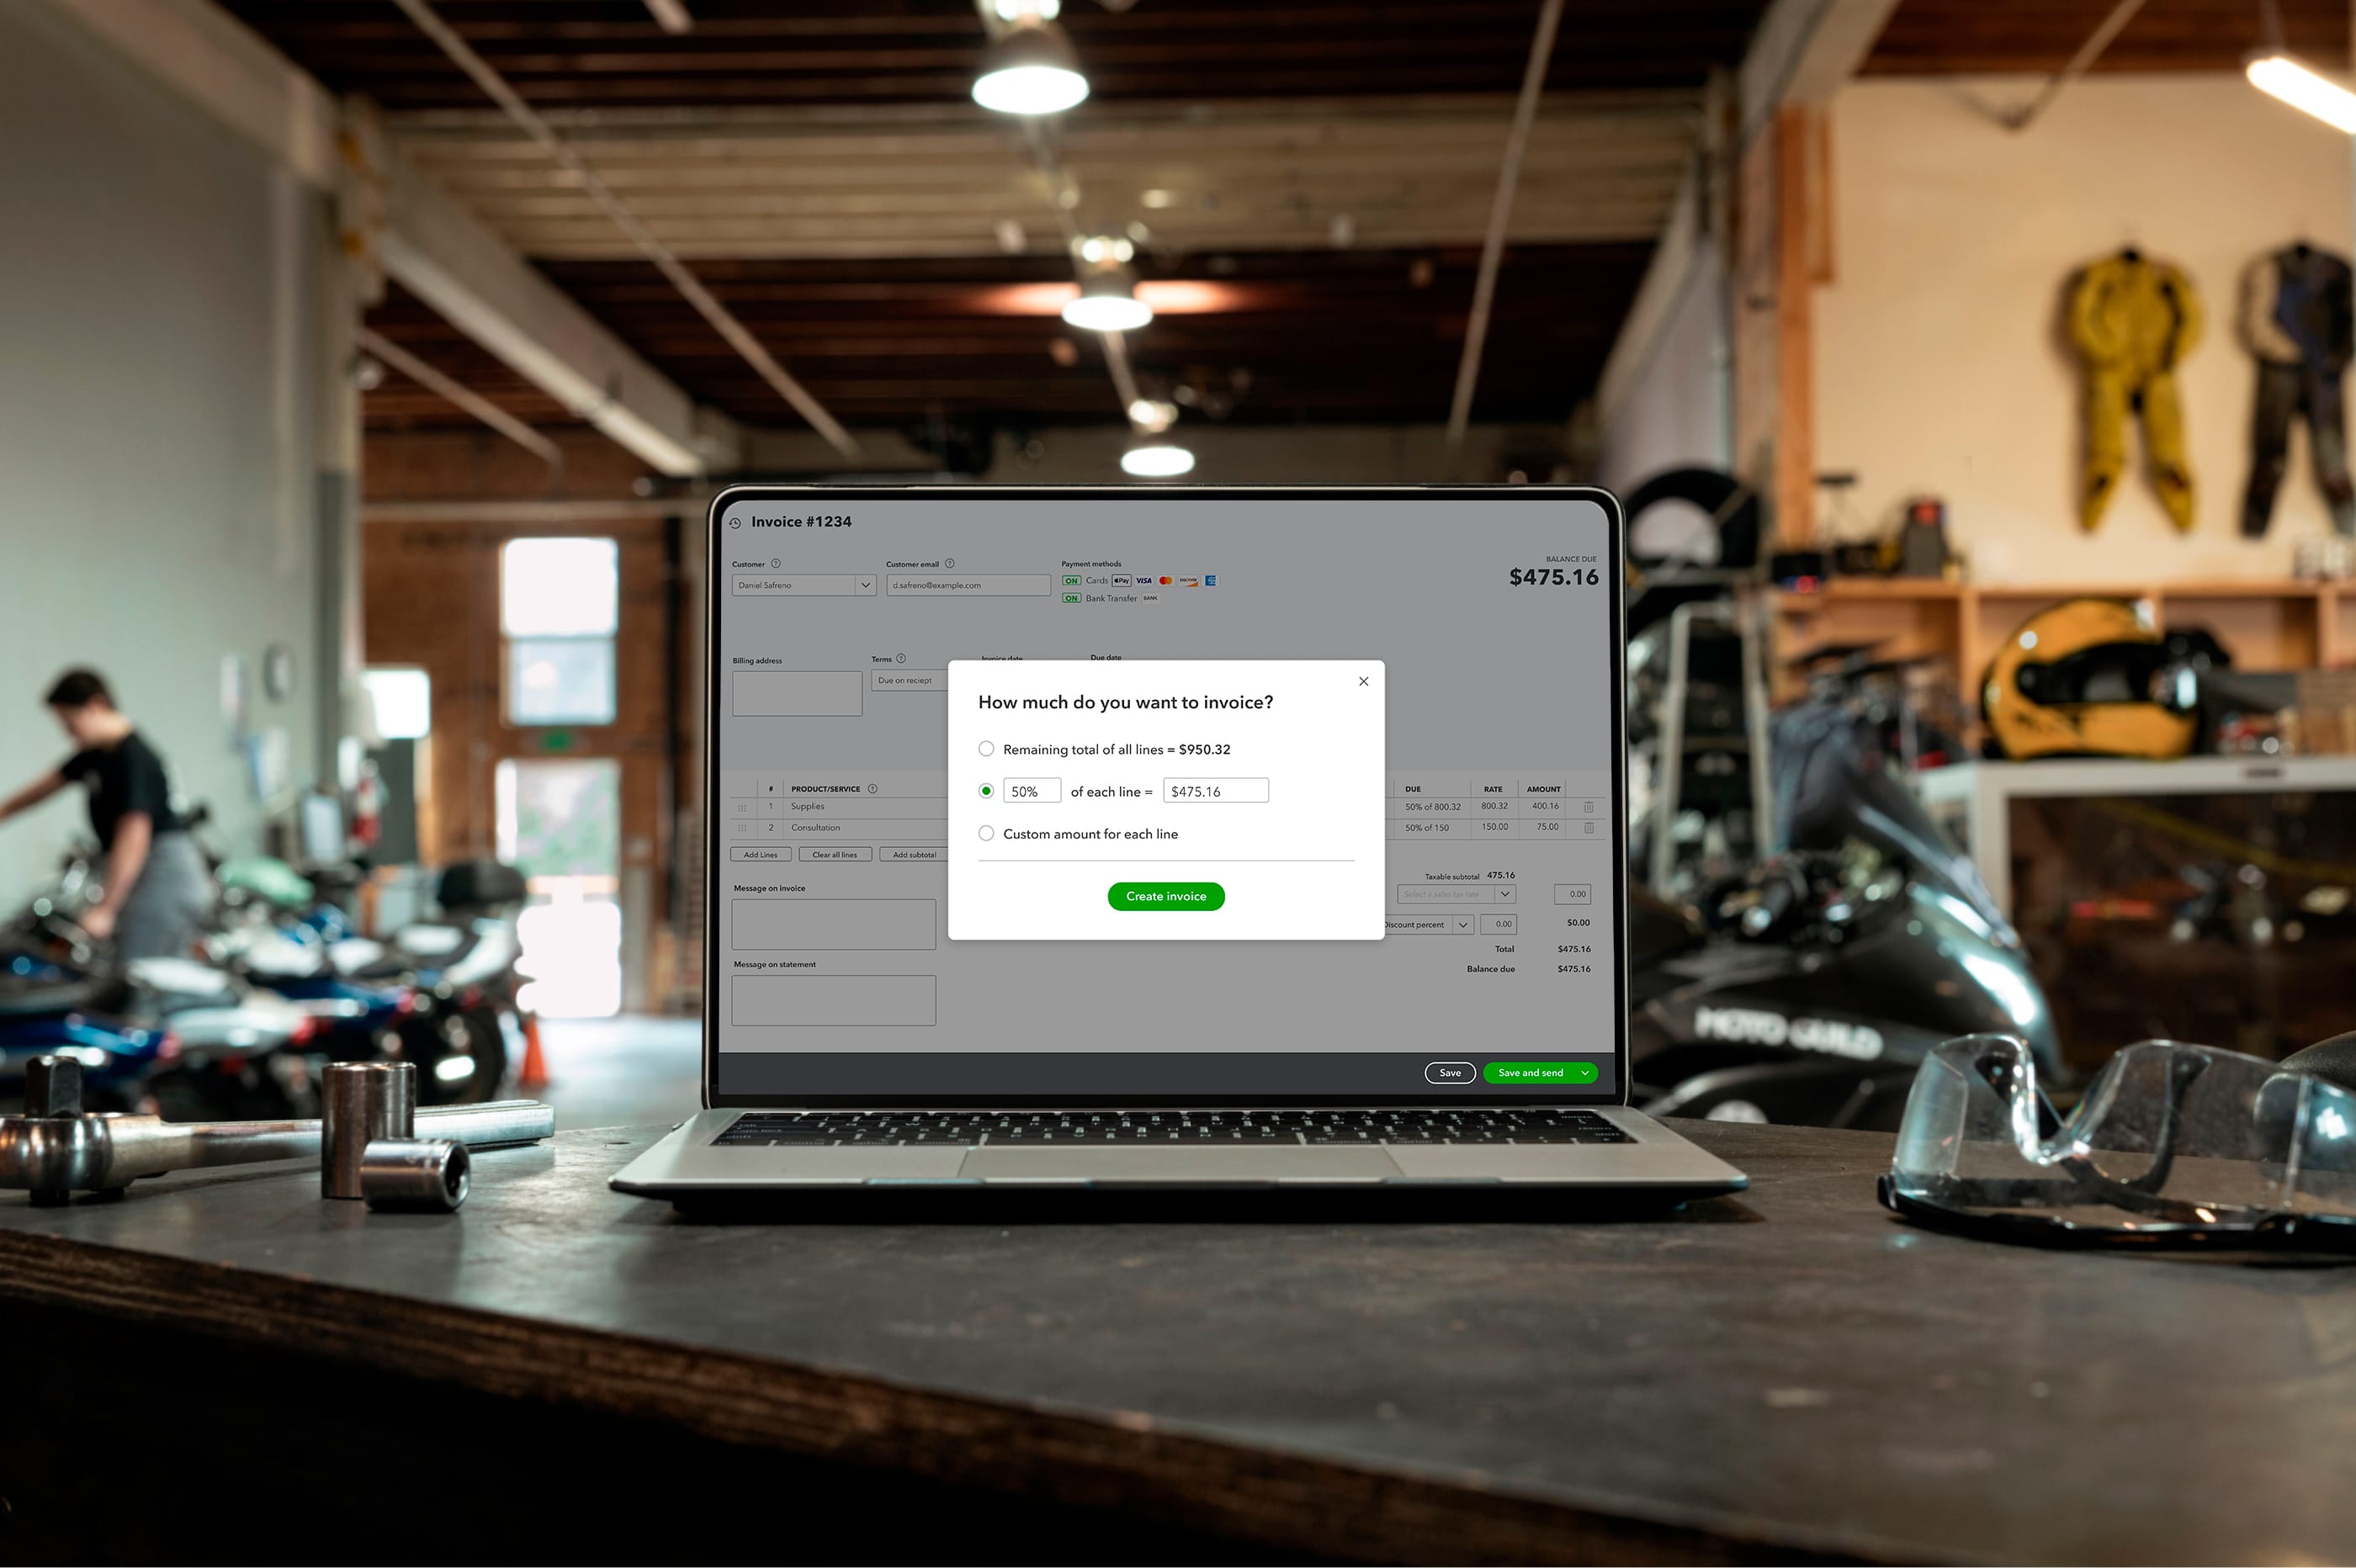 Invoice #1234
Customer
Customer email
Payment methods
BALANCE DUE
Daniel Safreno
d.safreno@example.com
ON Cards Pay VISA DISCOVER
$475.16
ON Bank Transfer BANK
Billing address
Terms
Invoice date
Due date
Due on reciept
How much do you want to invoice?
Remaining total of all lines = $950.32
50% of each line = $475.16
Custom amount for each line
Create invoice
# PRODUCT/SERVICE DUE RATE AMOUNT
1 Supplies 50% of 800.32 800.32 400.16
2 Consultation 50% of 150 150.00 75.00
Add Lines Clear all lines Add subtotal
Taxable subtotal 475.16
Message on invoice
Select a sales tax rate 0.00
Discount percent 0.00 $0.00
Total $475.16
Message on statement
Balance due $475.16
Save Save and send
MOTO GUILD